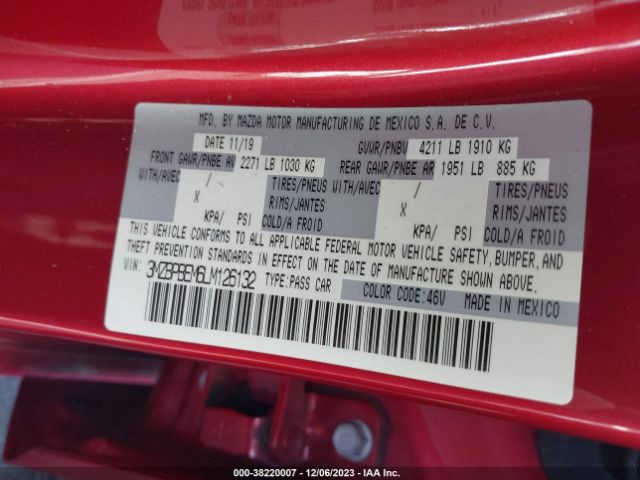 MFD. BY MAZDA MOTOR MANUFACTURING DE MEXICO S.A. DE C.V.
DATE 11/19 GVWR/PNBV 4211 LB 1910 KG
FRONT GAWR/PNBE AV 2271 LB 1030 KG REAR GAWR/PNBE AR 1951 LB 885 KG
WITH/AVEC / TIRES/PNEUS WITH/AVEC / TIRES/PNEUS
X RIMS/JANTES X RIMS/JANTES
KPA/ PSI COLD/A FROID KPA/ PSI COLD/A FROID
THIS VEHICLE CONFORMS TO ALL APPLICABLE FEDERAL MOTOR VEHICLE SAFETY, BUMPER, AND
THEFT PREVENTION STANDARDS IN EFFECT ON THE DATE OF MANUFACTURE SHOWN ABOVE.
VIN: 3MZBPBEM6LM126132 TYPE:PASS CAR COLOR CODE:46V MADE IN MEXICO
000-38220007 - 12/06/2023 - IAA Inc.